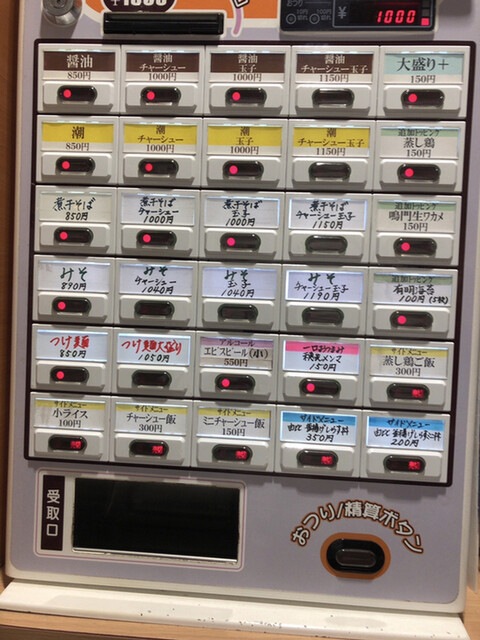 おつり
¥ 1000
醤油
850円
醤油
チャーシュー
1000円
醤油
玉子
1000円
醤油
チャーシュー玉子
1150円
大盛り+
150円
潮
850円
潮
チャーシュー
1000円
潮
玉子
1000円
潮
チャーシュー玉子
1150円
追加トッピング
蒸し鶏
150円
煮干そば
850円
煮干そば
チャーシュー
1000円
煮干そば
玉子
1000円
煮干そば
チャーシュー玉子
1150円
追加トッピング
鳴門生ワカメ
150円
みそ
890円
みそ
チャーシュー
1040円
みそ
玉子
1040円
みそ
チャーシュー玉子
1190円
追加トッピング
有明海苔
100円(5枚)
つけ麺
850円
つけ麺大盛り
1050円
アルコール
エビスビール(小)
550円
一口おつまみ
穂先メンマ
150円
サイドメニュー
蒸し鶏ご飯
300円
サイドメニュー
小ライス
100円
サイドメニュー
チャーシュー飯
300円
サイドメニュー
ミニチャーシュー飯
150円
サイドメニュー
釜揚げしらす丼
350円
サイドメニュー
200円
受取口
おつり/精算ボタン